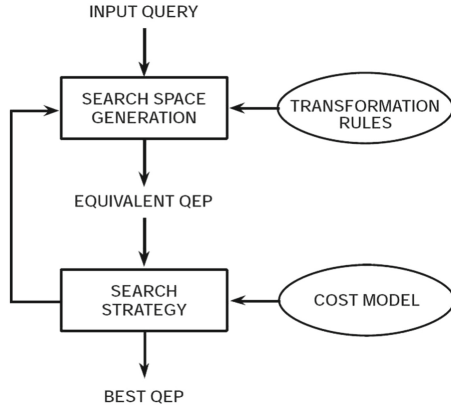 INPUT QUERY
SEARCH SPACE
GENERATION
TRANSFORMATION
RULES
EQUIVALENT QEP
SEARCH
STRATEGY
COST MODEL
BEST QEP